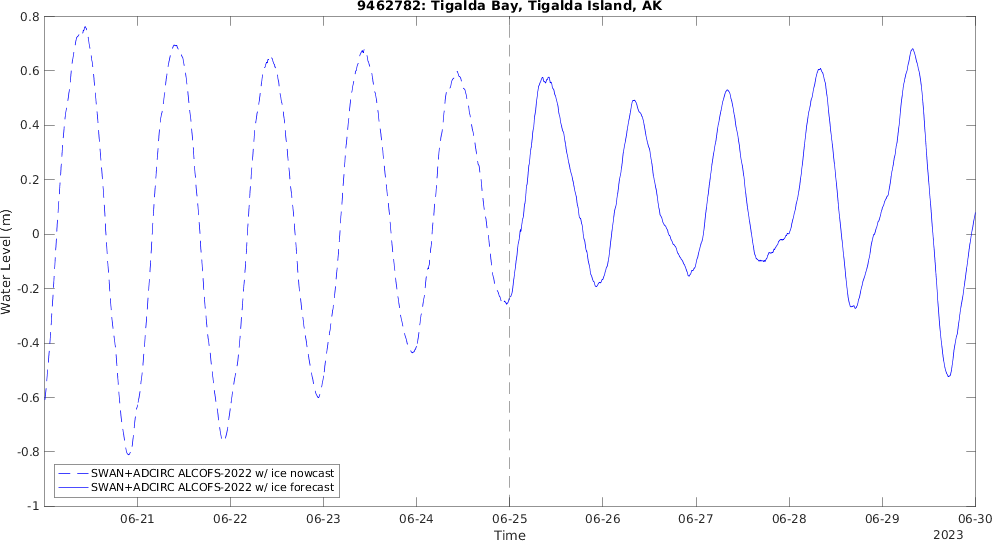 9462782: Tigalda Bay, Tigalda Island, AK
0.8
0.6
0.4
0.2
0
-0.2
-0.4
-0.6
-0.8
-1
Water Level (m)
SWAN+ADCIRC ALCOFS-2022 w/ ice nowcast
SWAN+ADCIRC ALCOFS-2022 w/ ice forecast
06-21 06-22 06-23 06-24 06-25 06-26 06-27 06-28 06-29 06-30
Time
2023